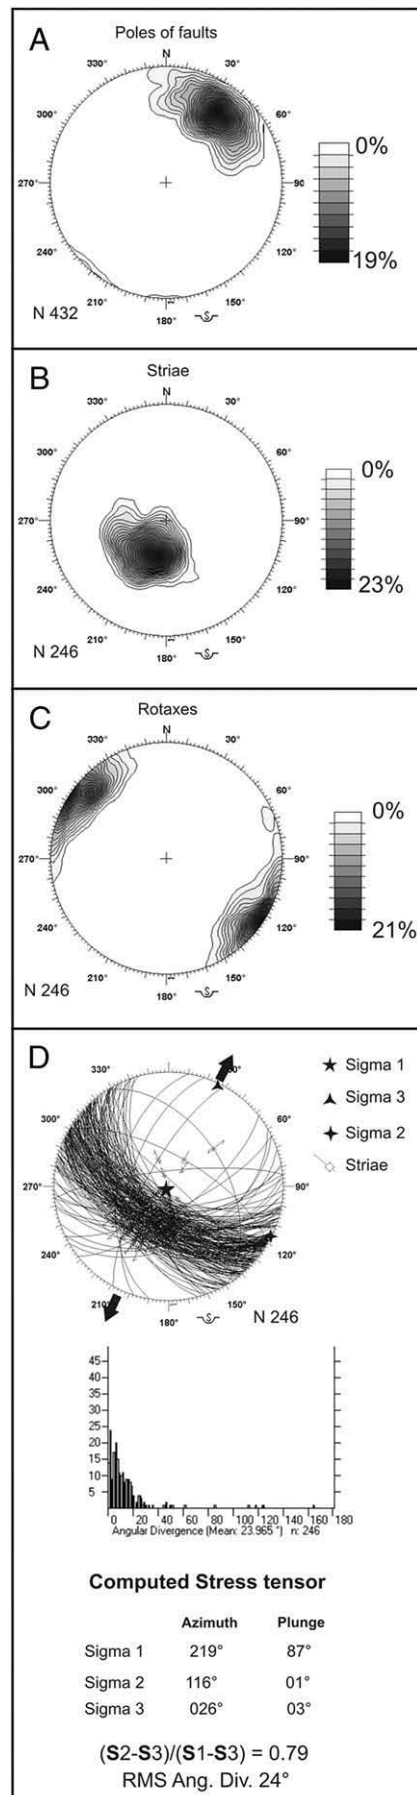 A
Poles of faults
N
330°
30°
300°
60°
0%
270°
90
240°
120°
19%
210°
150°
180°
S
N 432
B
Striae
N
330°
30°
300°
60°
0%
270°
90°
240°
120°
23%
210°
150°
180°
S
N 246
C
Rotaxes
N
330°
30°
300°
60°
0%
270°
90°
240°
120°
21%
210°
150°
180°
S
N 246
D
330°
Sigma 1
300°
60°
Sigma 3
Sigma 2
270°
90°
Striae
240°
120°
210°
150°
180°
S
N 246
45
40
35
30
25
20
15
10
5
0 20 40 60 80 100 120 140 160 180
Angular Divergence (Mean: 23.965 °) n: 246
Computed Stress tensor
Azimuth Plunge
Sigma 1 219° 87°
Sigma 2 116° 01°
Sigma 3 026° 03°
(S2-S3)/(S1-S3) = 0.79
RMS Ang. Div. 24°